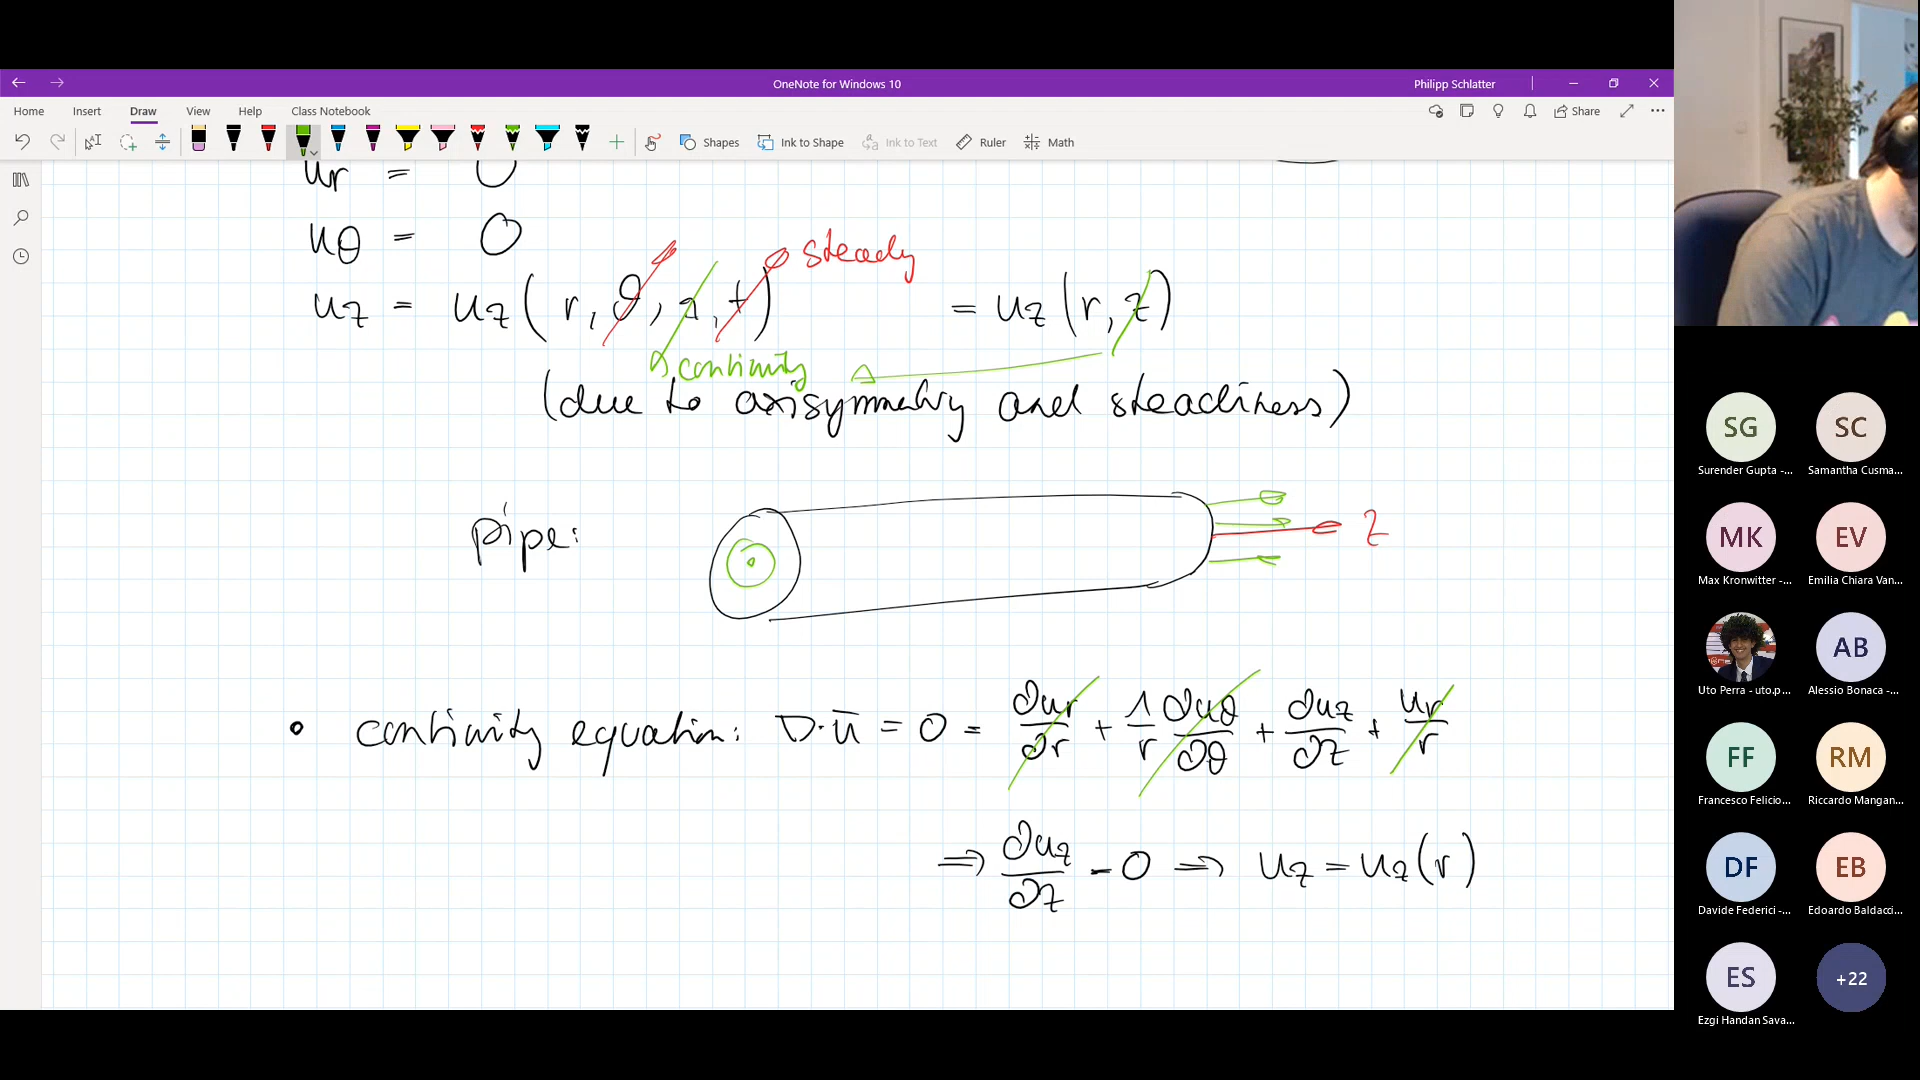 OneNote for Windows 10
Philipp Schlatter
Home Insert Draw View Help Class Notebook
Share
Shapes Ink to Shape Ink to Text Ruler Math
ur = 0
uθ = 0
steady
uz = uz( r, ϑ, z, t) = uz(r, z)
continuity
(due to axisymmetry and steadiness)
pipe:
z
• continuity equation: ∇·ū = 0 = ∂ur/∂r + 1/r ∂uθ/∂θ + ∂uz/∂z + ur/r
⇒ ∂uz/∂z = 0 ⇒ uz = uz(r)
SG SC
Surender Gupta -... Samantha Cusma...
MK EV
Max Kronwitter -... Emilia Chiara Van...
AB
Uto Perra - uto.p... Alessio Bonaca -...
FF RM
Francesco Felicio... Riccardo Mangan...
DF EB
Davide Federici -... Edoardo Baldacci...
ES +22
Ezgi Handan Sava...